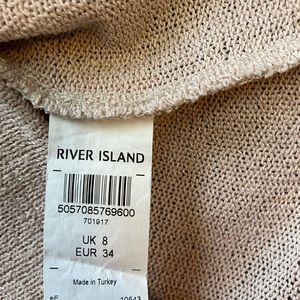 RIVER ISLAND
5057085769600
701917
UK 8
EUR 34
Made in Turkey